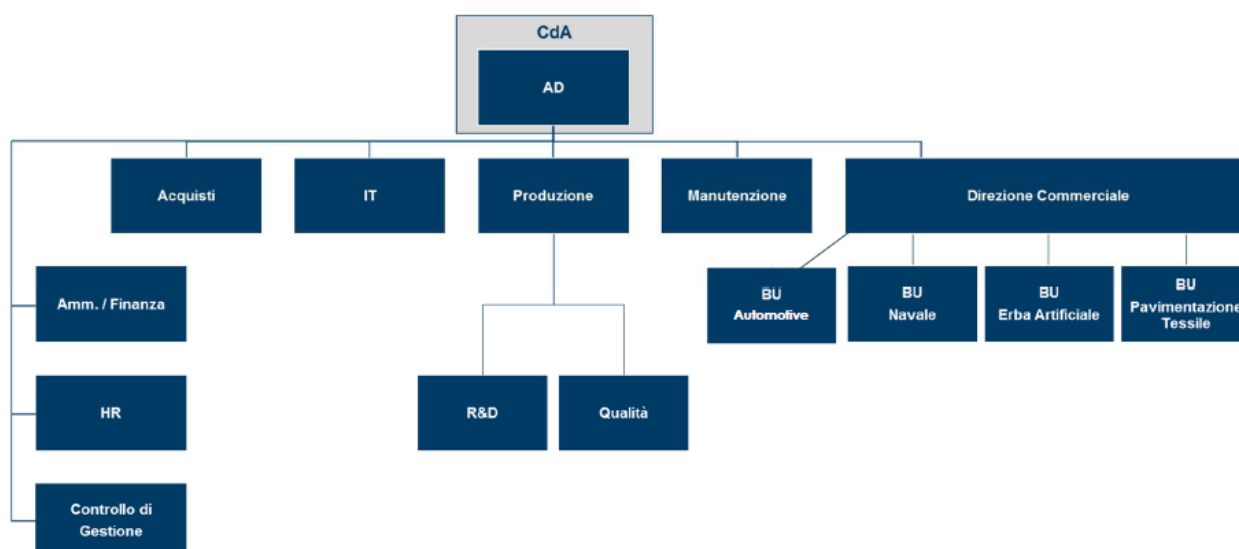 CdA
AD
Acquisti
IT
Produzione
Manutenzione
Direzione Commerciale
Amm. / Finanza
BU
Automotive
BU
Navale
BU
Erba Artificiale
BU
Pavimentazione
Tessile
HR
R&D
Qualità
Controllo di
Gestione